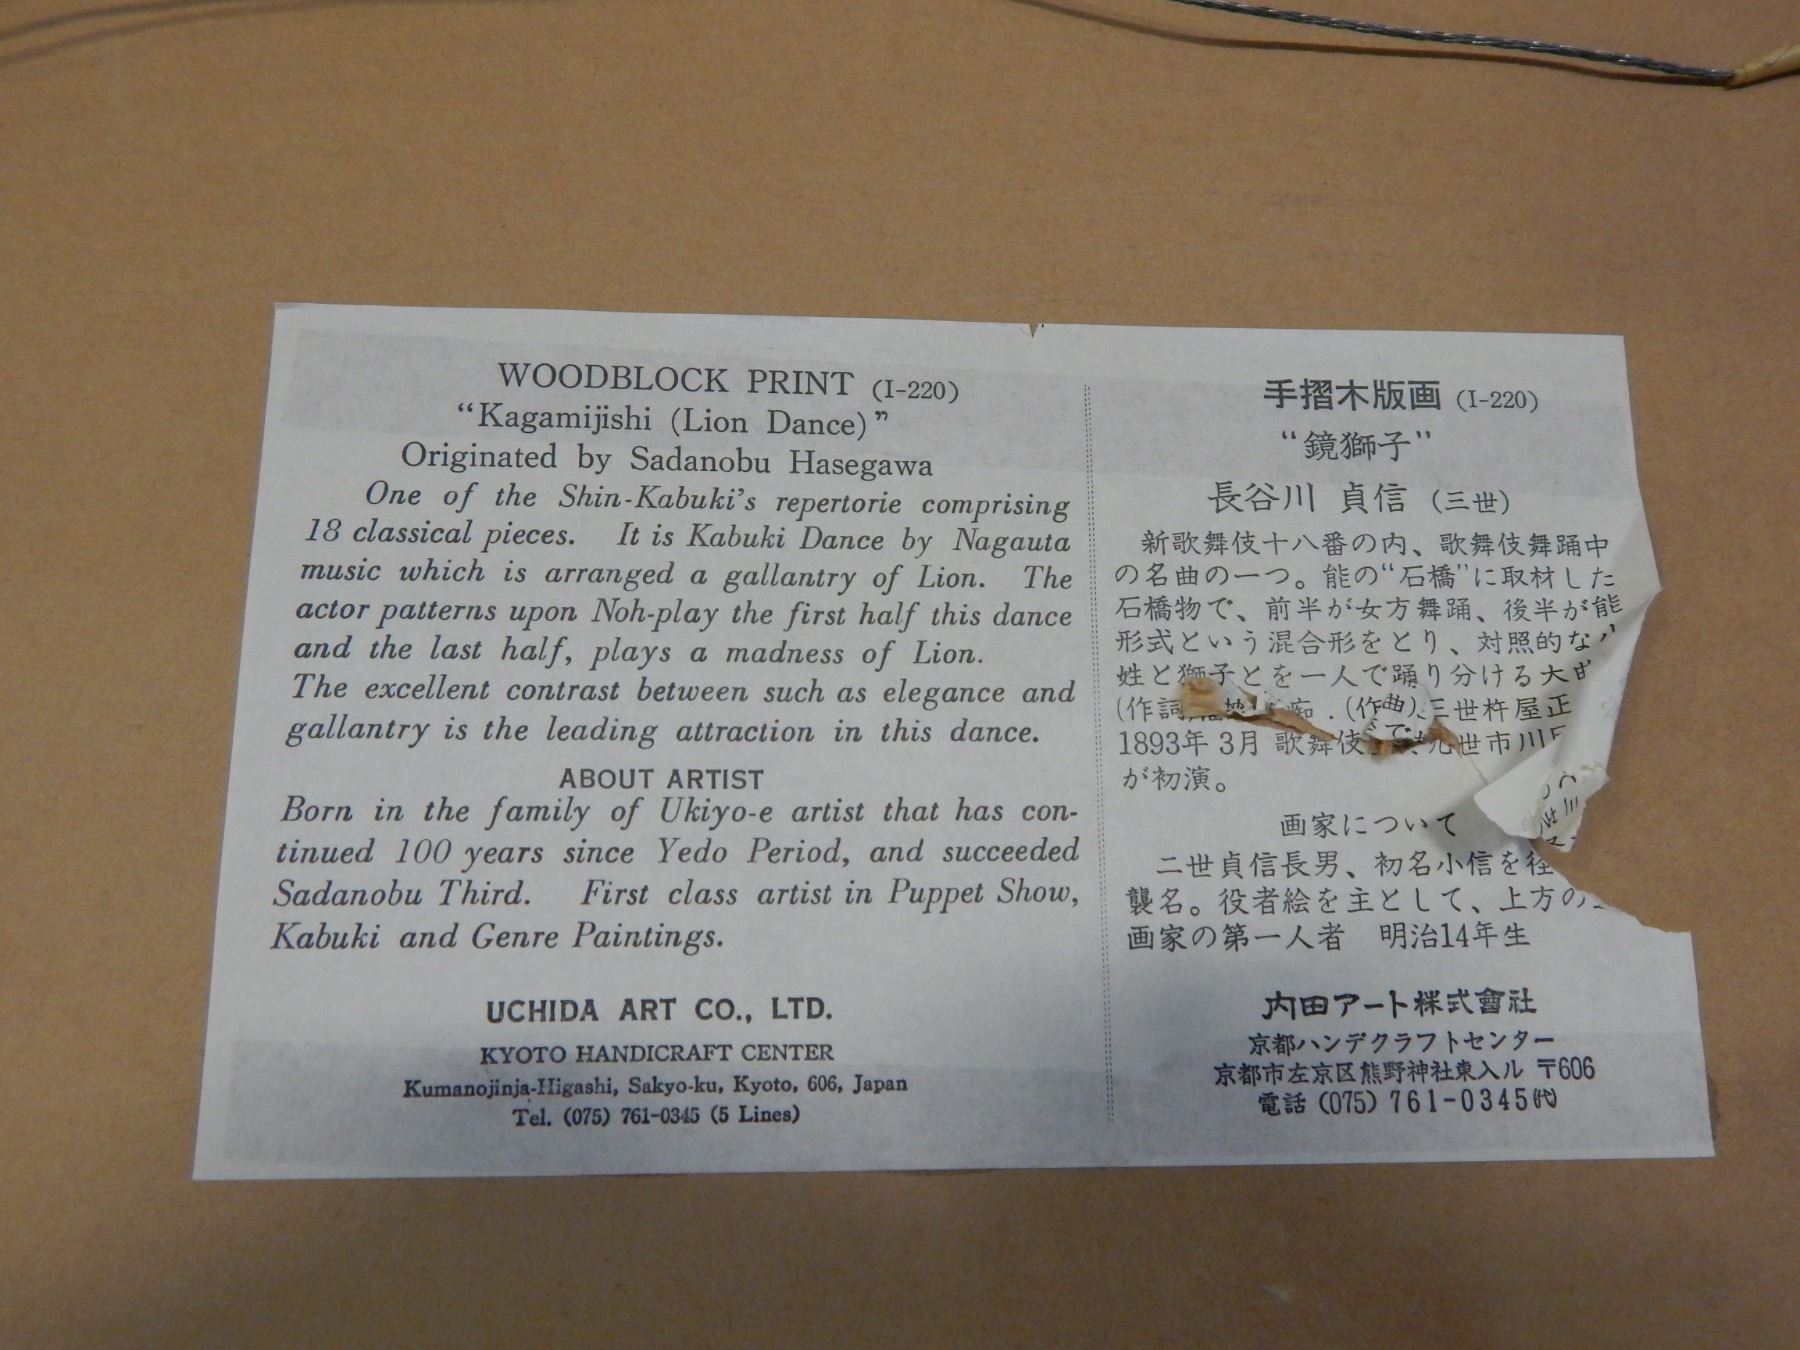 WOODBLOCK PRINT (I-220)
“Kagamijishi (Lion Dance)”
Originated by Sadanobu Hasegawa
One of the Shin-Kabuki's repertorie comprising
18 classical pieces. It is Kabuki Dance by Nagauta
music which is arranged a gallantry of Lion. The
actor patterns upon Noh-play the first half this dance
and the last half, plays a madness of Lion.
The excellent contrast between such as elegance and
gallantry is the leading attraction in this dance.
ABOUT ARTIST
Born in the family of Ukiyo-e artist that has con-
tinued 100 years since Yedo Period, and succeeded
Sadanobu Third. First class artist in Puppet Show,
Kabuki and Genre Paintings.
UCHIDA ART CO., LTD.
KYOTO HANDICRAFT CENTER
Kumanojinja-Higashi, Sakyo-ku, Kyoto, 606, Japan
Tel. (075) 761-0345 (5 Lines)
手摺木版画 (I-220)
“鏡獅子”
長谷川 貞信 (三世)
新歌舞伎十八番の内、歌舞伎舞踊中
の名曲の一つ。能の“石橋”に取材した
石橋物で、前半が女方舞踊、後半が能
形式という混合形をとり、対照的な
姓と獅子とを一人で踊り分ける大曲
(作詞) 痴.(作曲)三世杵屋正
1893年3月 歌舞伎 で、九世市川
が初演。
画家について
二世貞信長男、初名小信を経
襲名。役者絵を主として、上方の
画家の第一人者 明治14年生
内田アート株式會社
京都ハンデクラフトセンター
京都市左京区熊野神社東入ル 〒606
電話 (075) 761-0345㈹